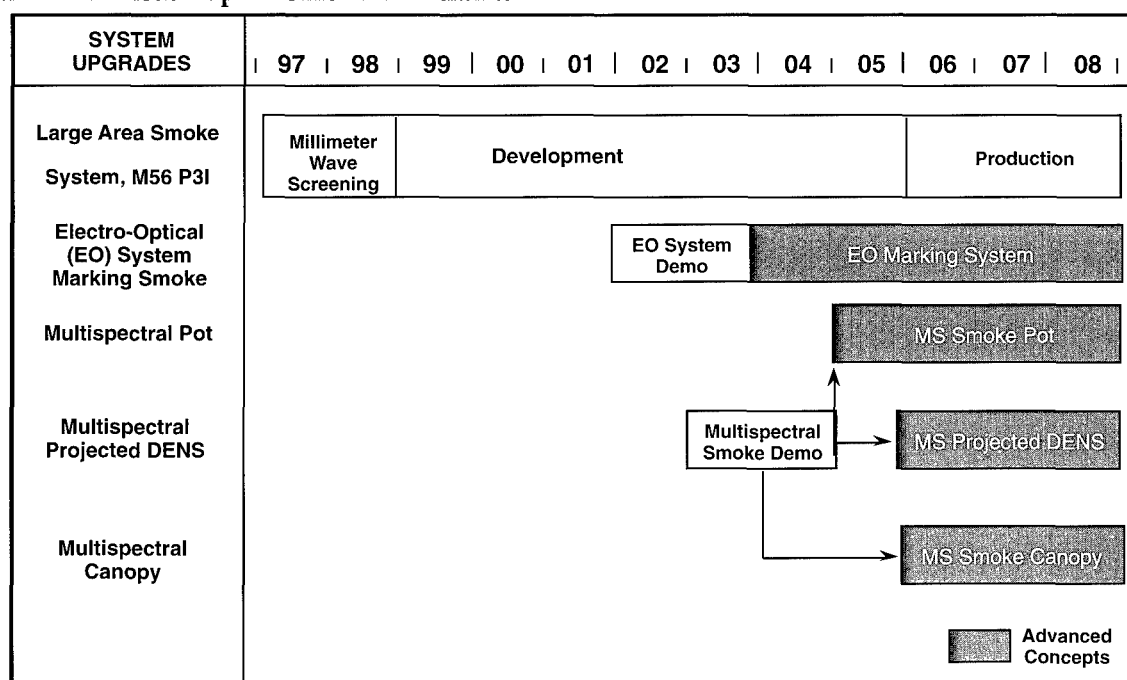 SYSTEM
UPGRADES
97 98 99 00 01 02 03 04 05 06 07 08
Large Area Smoke
System, M56 P3I
Millimeter
Wave
Screening
Development
Production
Electro-Optical
(EO) System
Marking Smoke
EO System
Demo
EO Marking System
Multispectral Pot
MS Smoke Pot
Multispectral
Projected DENS
Multispectral
Smoke Demo
MS Projected DENS
Multispectral
Canopy
MS Smoke Canopy
Advanced
Concepts